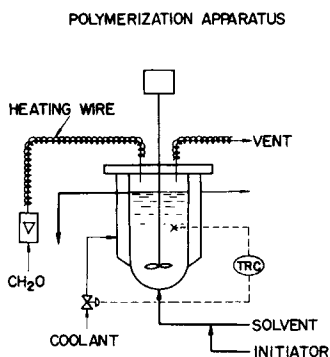 POLYMERIZATION APPARATUS
HEATING WIRE
VENT
TRC
CH₂O
COOLANT
SOLVENT
INITIATOR